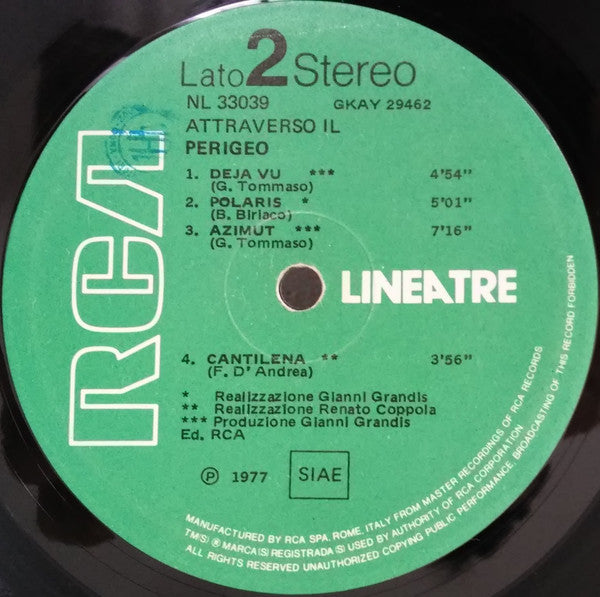 Lato 2 Stereo
NL 33039 GKAY 29462
ATTRAVERSO IL
PERIGEO
1. DEJA VU *** 4'54"
(G. Tommaso)
2. POLARIS * 5'01"
(B. Biriaco)
3. AZIMUT *** 7'16"
(G. Tommaso)
RCA
LINEATRE
4. CANTILENA ** 3'56"
(F. D'Andrea)
* Realizzazione Gianni Grandis
** Realizzazione Renato Coppola
*** Produzione Gianni Grandis
Ed. RCA
℗ 1977 SIAE
MANUFACTURED BY RCA SPA, ROME, ITALY FROM MASTER RECORDINGS OF RCA RECORDS
TM(S) ® MARCA(S) REGISTRADA(S) USED BY AUTHORITY OF RCA CORPORATION
ALL RIGHTS RESERVED UNAUTHORIZED COPYING PUBLIC PERFORMANCE, BROADCASTING OF THIS RECORD FORBIDDEN